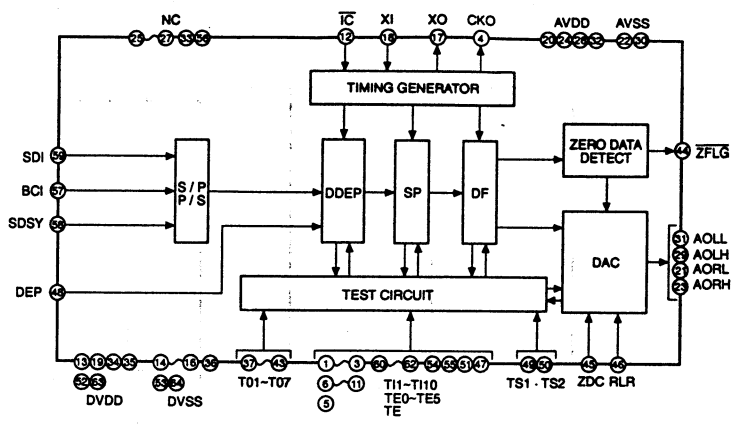 NC IC XI XO CKO AVDD AVSS
25 27 33 56 12 18 17 4 20 24 26 32 22 30
TIMING GENERATOR
SDI 59
BCI 57
SDSY 58
S / P
P / S
DDEP
SP
DF
ZERO DATA
DETECT
44 ZFLG
DAC
31 AOLL
29 AOLH
21 AORL
23 AORH
DEP 48
TEST CIRCUIT
13 19 34 35 14 16 36 37 43 1 3 60 62 54 55 51 47 49 50 45 46
52 63 53 64 6 11
5
DVDD DVSS T01~T07 TI1~TI10 TS1 · TS2 ZDC RLR
TE0~TE5
TE